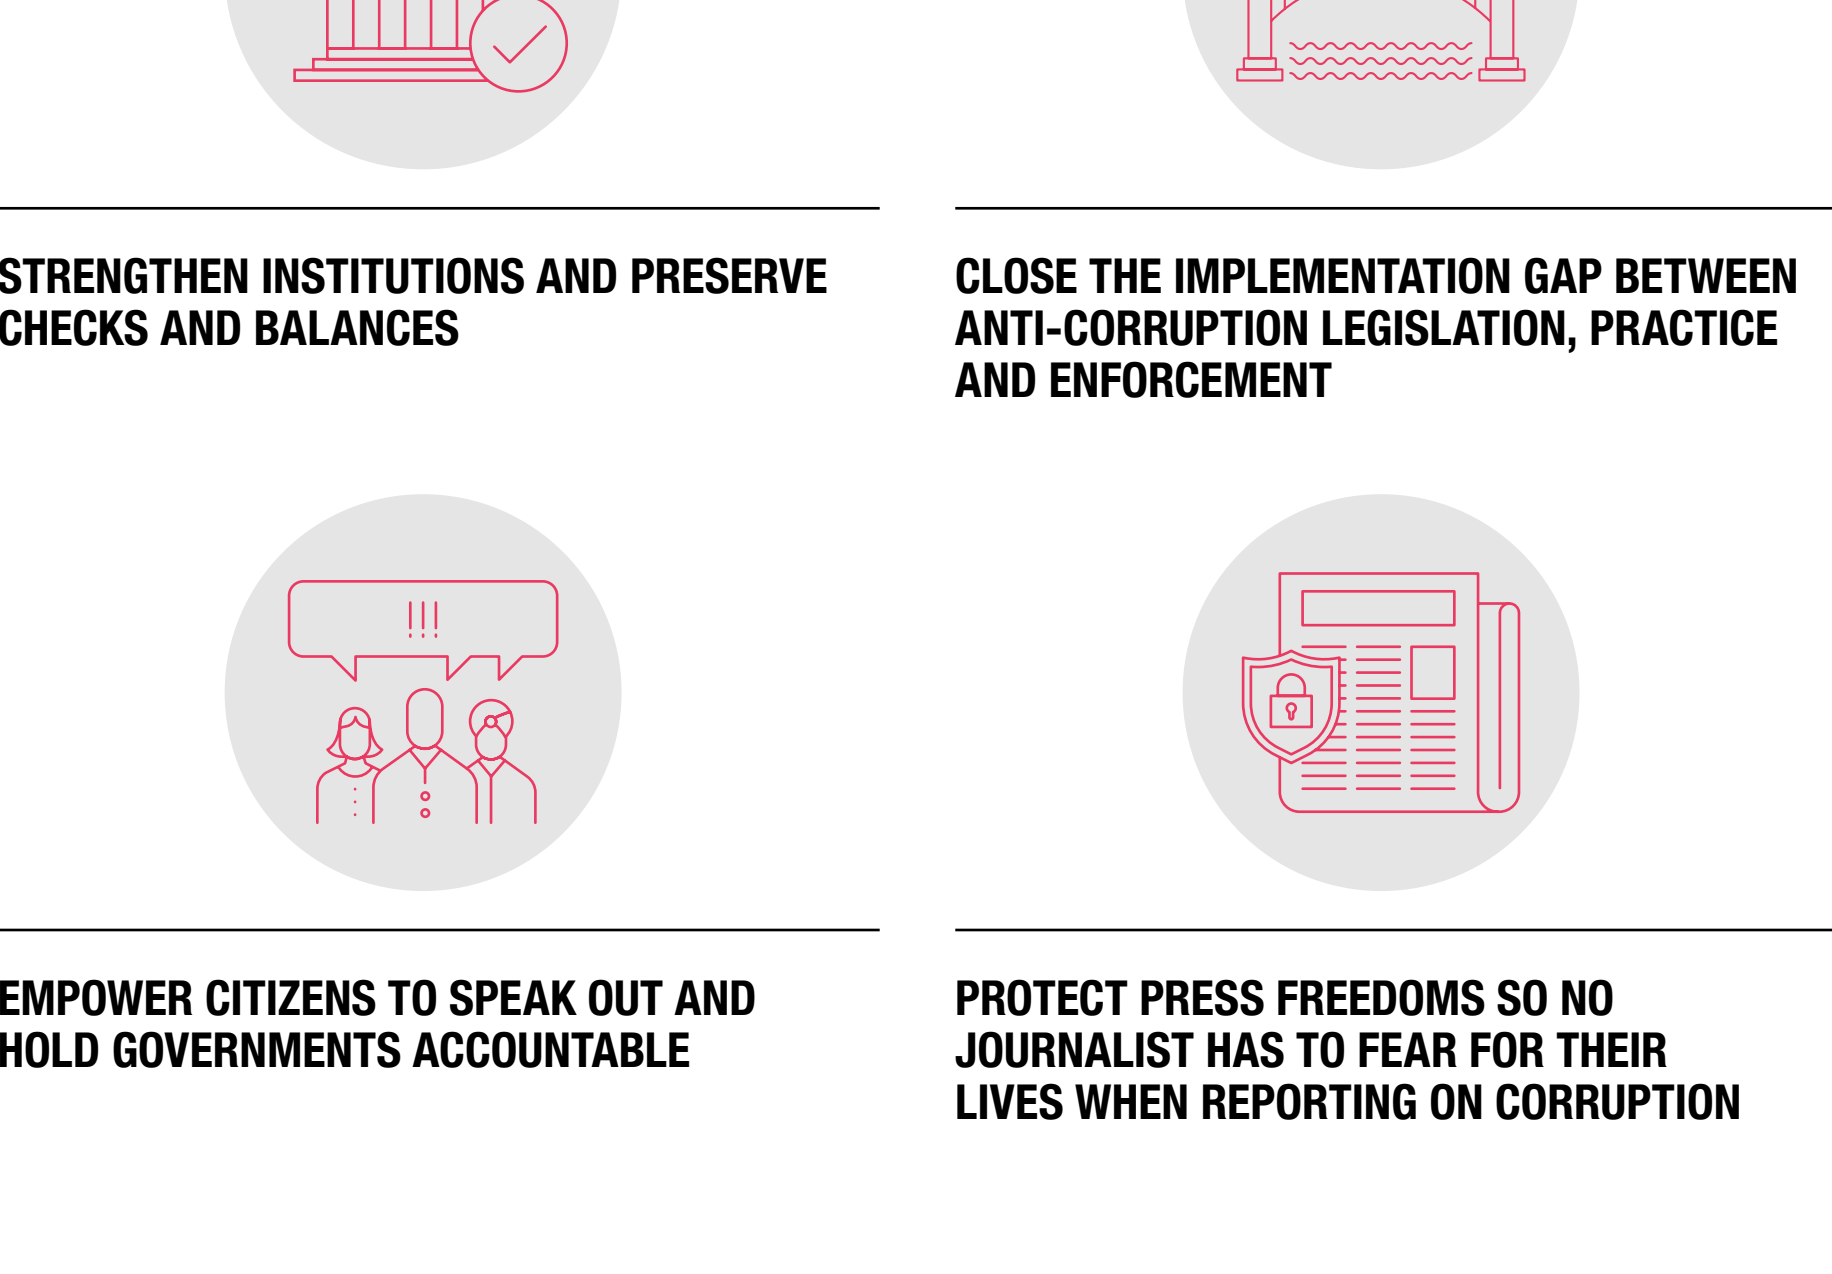 STRENGTHEN INSTITUTIONS AND PRESERVE
CHECKS AND BALANCES
CLOSE THE IMPLEMENTATION GAP BETWEEN
ANTI-CORRUPTION LEGISLATION, PRACTICE
AND ENFORCEMENT
!!!
EMPOWER CITIZENS TO SPEAK OUT AND
HOLD GOVERNMENTS ACCOUNTABLE
PROTECT PRESS FREEDOMS SO NO
JOURNALIST HAS TO FEAR FOR THEIR
LIVES WHEN REPORTING ON CORRUPTION